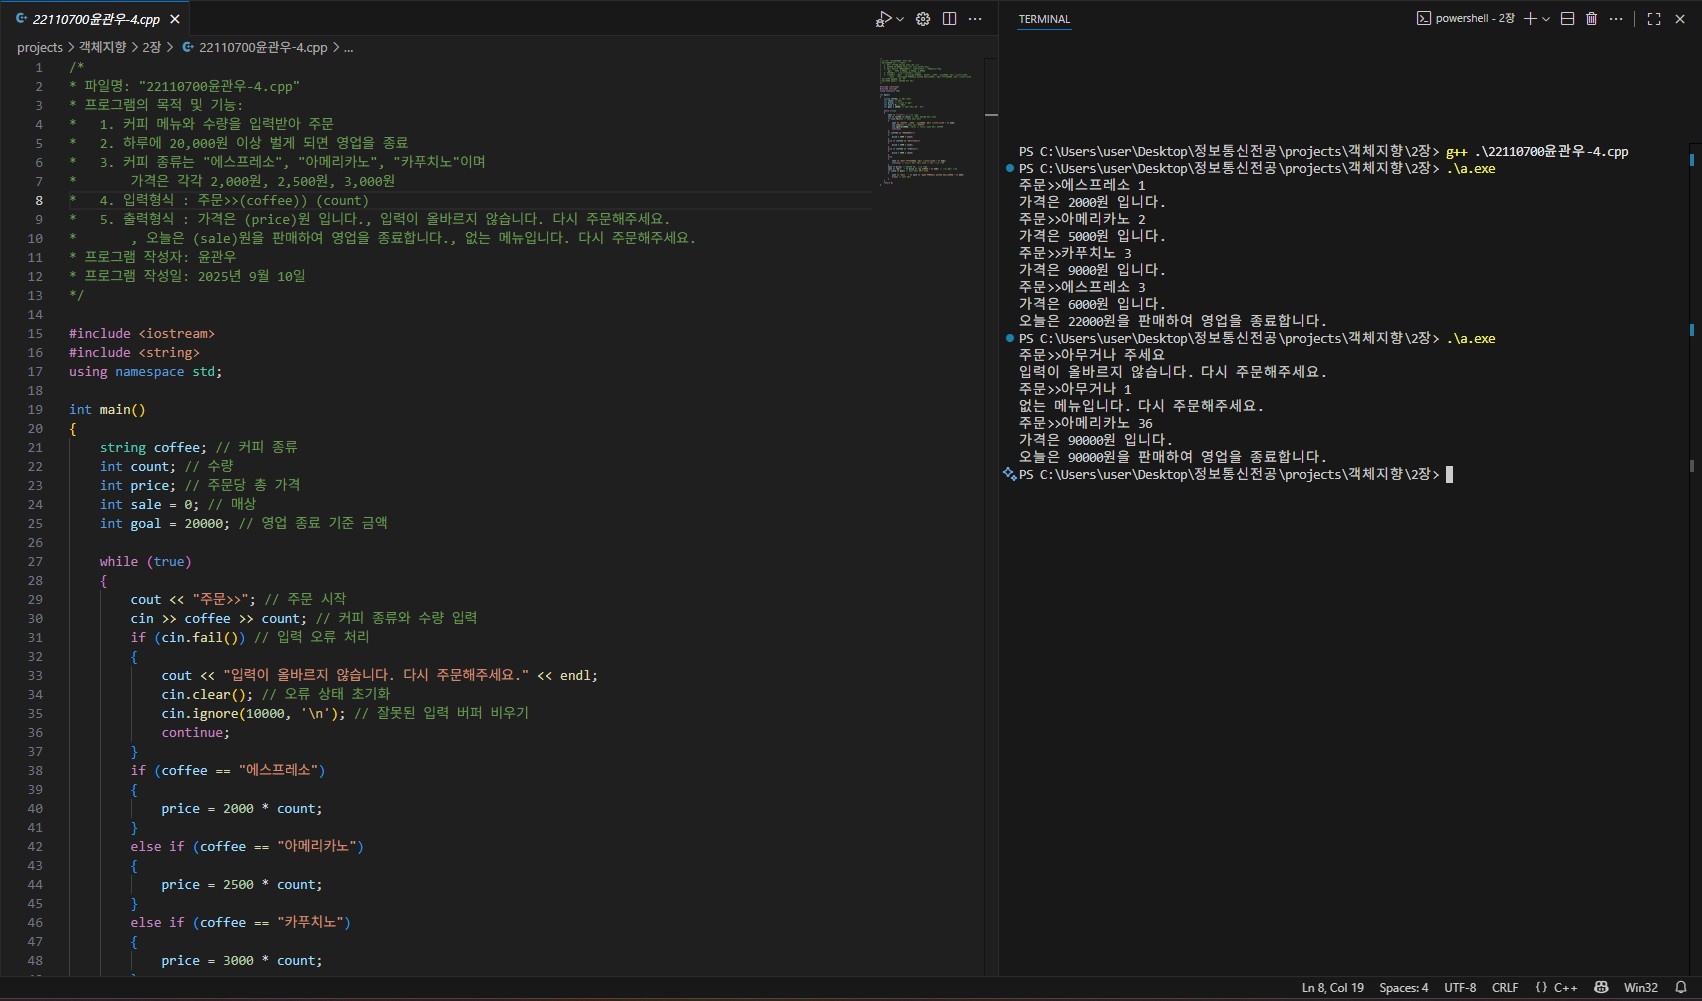 22110700윤관우-4.cpp
projects > 객체지향 > 2장 > 22110700윤관우-4.cpp > ...
1 /*
2 * 파일명: "22110700윤관우-4.cpp"
3 * 프로그램의 목적 및 기능:
4 *   1. 커피 메뉴와 수량을 입력받아 주문
5 *   2. 하루에 20,000원 이상 벌게 되면 영업을 종료
6 *   3. 커피 종류는 "에스프레소", "아메리카노", "카푸치노"이며
7 *       가격은 각각 2,000원, 2,500원, 3,000원
8 *   4. 입력형식 : 주문>>(coffee)) (count)
9 *   5. 출력형식 : 가격은 (price)원 입니다., 입력이 올바르지 않습니다. 다시 주문해주세요.
10 *       , 오늘은 (sale)원을 판매하여 영업을 종료합니다., 없는 메뉴입니다. 다시 주문해주세요.
11 * 프로그램 작성자: 윤관우
12 * 프로그램 작성일: 2025년 9월 10일
13 */
14
15 #include <iostream>
16 #include <string>
17 using namespace std;
18
19 int main()
20 {
21     string coffee; // 커피 종류
22     int count; // 수량
23     int price; // 주문당 총 가격
24     int sale = 0; // 매상
25     int goal = 20000; // 영업 종료 기준 금액
26
27     while (true)
28     {
29         cout << "주문>>"; // 주문 시작
30         cin >> coffee >> count; // 커피 종류와 수량 입력
31         if (cin.fail()) // 입력 오류 처리
32         {
33             cout << "입력이 올바르지 않습니다. 다시 주문해주세요." << endl;
34             cin.clear(); // 오류 상태 초기화
35             cin.ignore(10000, '\n'); // 잘못된 입력 버퍼 비우기
36             continue;
37         }
38         if (coffee == "에스프레소")
39         {
40             price = 2000 * count;
41         }
42         else if (coffee == "아메리카노")
43         {
44             price = 2500 * count;
45         }
46         else if (coffee == "카푸치노")
47         {
48             price = 3000 * count;
TERMINAL
powershell - 2장
PS C:\Users\user\Desktop\정보통신전공\projects\객체지향\2장> g++ .\22110700윤관우-4.cpp
PS C:\Users\user\Desktop\정보통신전공\projects\객체지향\2장> .\a.exe
주문>>에스프레소 1
가격은 2000원 입니다.
주문>>아메리카노 2
가격은 5000원 입니다.
주문>>카푸치노 3
가격은 9000원 입니다.
주문>>에스프레소 3
가격은 6000원 입니다.
오늘은 22000원을 판매하여 영업을 종료합니다.
PS C:\Users\user\Desktop\정보통신전공\projects\객체지향\2장> .\a.exe
주문>>아무거나 주세요
입력이 올바르지 않습니다. 다시 주문해주세요.
주문>>아무거나 1
없는 메뉴입니다. 다시 주문해주세요.
주문>>아메리카노 36
가격은 90000원 입니다.
오늘은 90000원을 판매하여 영업을 종료합니다.
PS C:\Users\user\Desktop\정보통신전공\projects\객체지향\2장>
Ln 8, Col 19 Spaces: 4 UTF-8 CRLF {} C++ Win32